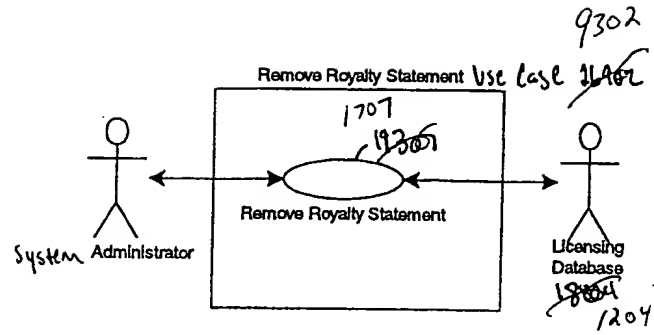 9302
Remove Royalty Statement Use Case
1707
Remove Royalty Statement
System Administrator
Licensing
Database
1204